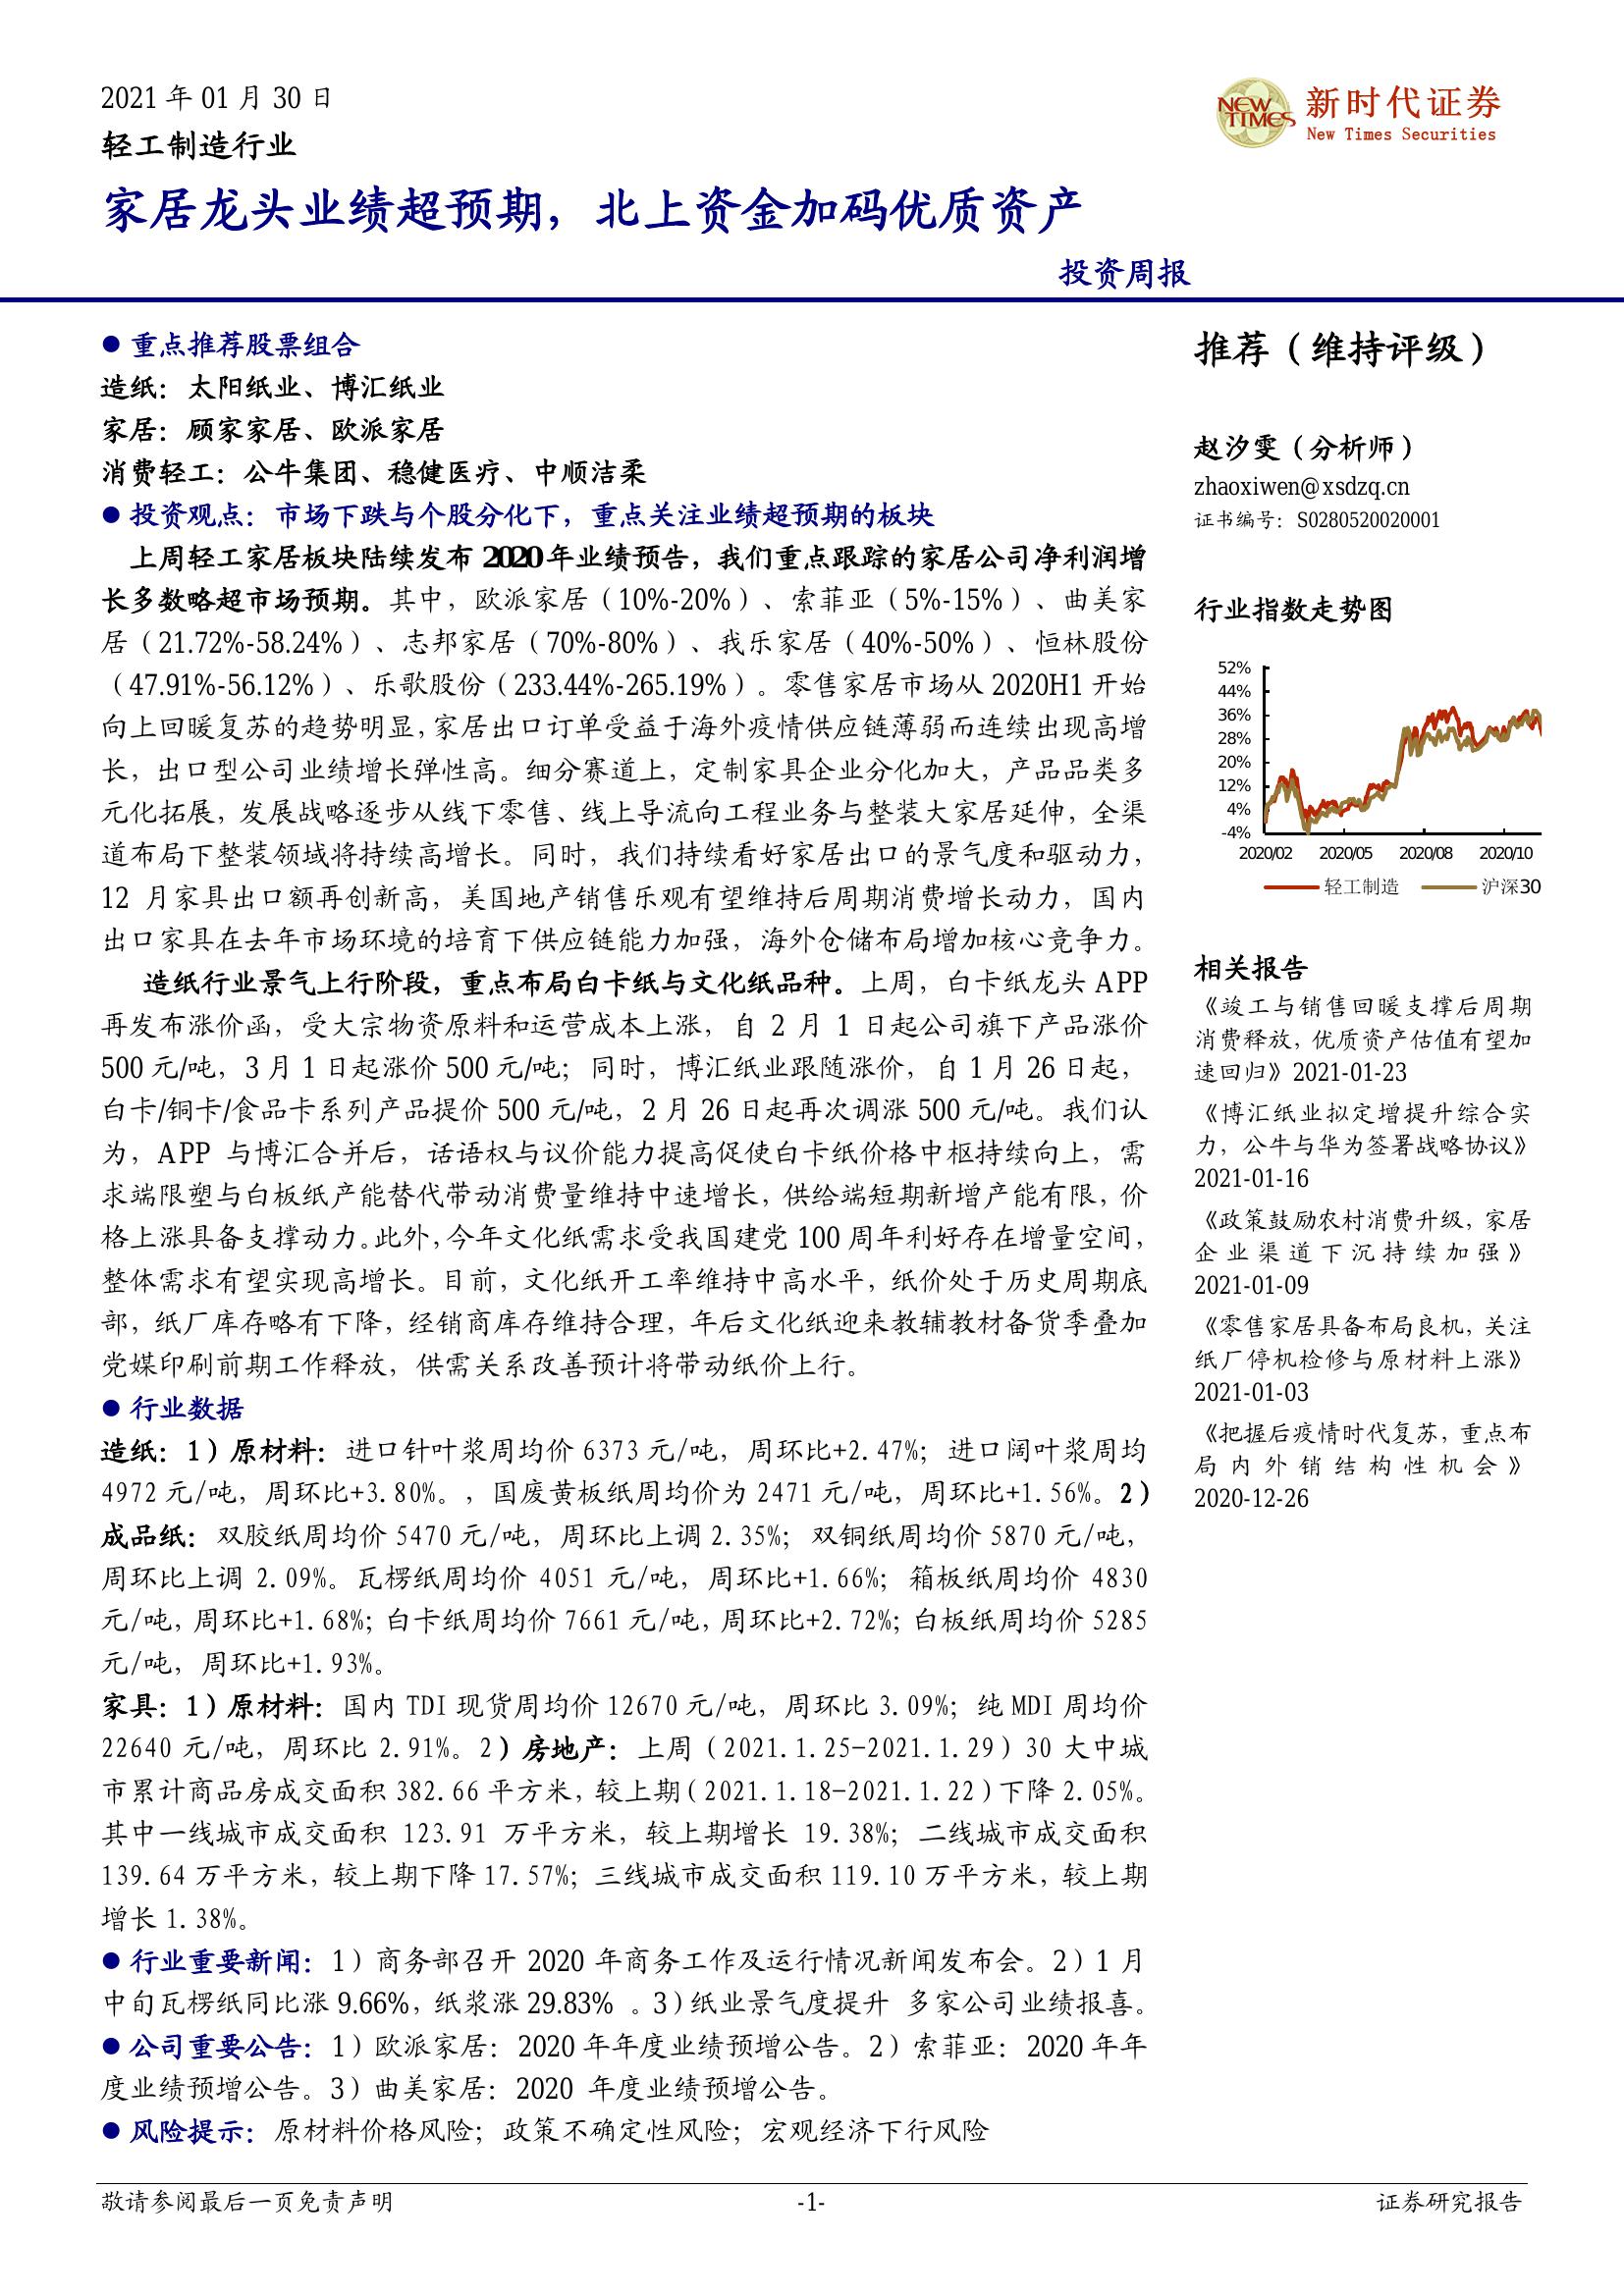 2021 年 01 月 30 日
轻工制造行业
NEW TIMES
新时代证券
New Times Securities
家居龙头业绩超预期，北上资金加码优质资产
投资周报
● 重点推荐股票组合
造纸：太阳纸业、博汇纸业
家居：顾家家居、欧派家居
消费轻工：公牛集团、稳健医疗、中顺洁柔
● 投资观点：市场下跌与个股分化下，重点关注业绩超预期的板块
上周轻工家居板块陆续发布 2020 年业绩预告，我们重点跟踪的家居公司净利润增
长多数略超市场预期。其中，欧派家居（10%-20%）、索菲亚（5%-15%）、曲美家
居（21.72%-58.24%）、志邦家居（70%-80%）、我乐家居（40%-50%）、恒林股份
（47.91%-56.12%）、乐歌股份（233.44%-265.19%）。零售家居市场从 2020H1 开始
向上回暖复苏的趋势明显，家居出口订单受益于海外疫情供应链薄弱而连续出现高增
长，出口型公司业绩增长弹性高。细分赛道上，定制家具企业分化加大，产品品类多
元化拓展，发展战略逐步从线下零售、线上导流向工程业务与整装大家居延伸，全渠
道布局下整装领域将持续高增长。同时，我们持续看好家居出口的景气度和驱动力，
12 月家具出口额再创新高，美国地产销售乐观有望维持后周期消费增长动力，国内
出口家具在去年市场环境的培育下供应链能力加强，海外仓储布局增加核心竞争力。
造纸行业景气上行阶段，重点布局白卡纸与文化纸品种。上周，白卡纸龙头 APP
再发布涨价函，受大宗物资原料和运营成本上涨，自 2 月 1 日起公司旗下产品涨价
500 元/吨，3 月 1 日起涨价 500 元/吨；同时，博汇纸业跟随涨价，自 1 月 26 日起，
白卡/铜卡/食品卡系列产品提价 500 元/吨，2 月 26 日起再次调涨 500 元/吨。我们认
为，APP 与博汇合并后，话语权与议价能力提高促使白卡纸价格中枢持续向上，需
求端限塑与白板纸产能替代带动消费量维持中速增长，供给端短期新增产能有限，价
格上涨具备支撑动力。此外，今年文化纸需求受我国建党 100 周年利好存在增量空间，
整体需求有望实现高增长。目前，文化纸开工率维持中高水平，纸价处于历史周期底
部，纸厂库存略有下降，经销商库存维持合理，年后文化纸迎来教辅教材备货季叠加
党媒印刷前期工作释放，供需关系改善预计将带动纸价上行。
● 行业数据
造纸：1）原材料：进口针叶浆周均价 6373 元/吨，周环比+2.47%；进口阔叶浆周均
4972 元/吨，周环比+3.80%。，国废黄板纸周均价为 2471 元/吨，周环比+1.56%。2）
成品纸：双胶纸周均价 5470 元/吨，周环比上调 2.35%；双铜纸周均价 5870 元/吨，
周环比上调 2.09%。瓦楞纸周均价 4051 元/吨，周环比+1.66%；箱板纸周均价 4830
元/吨，周环比+1.68%；白卡纸周均价 7661 元/吨，周环比+2.72%；白板纸周均价 5285
元/吨，周环比+1.93%。
家具：1）原材料：国内 TDI 现货周均价 12670 元/吨，周环比 3.09%；纯 MDI 周均价
22640 元/吨，周环比 2.91%。2）房地产：上周（2021.1.25-2021.1.29）30 大中城
市累计商品房成交面积 382.66 平方米，较上期（2021.1.18-2021.1.22）下降 2.05%。
其中一线城市成交面积 123.91 万平方米，较上期增长 19.38%；二线城市成交面积
139.64 万平方米，较上期下降 17.57%；三线城市成交面积 119.10 万平方米，较上期
增长 1.38%。
● 行业重要新闻：1）商务部召开 2020 年商务工作及运行情况新闻发布会。2）1 月
中旬瓦楞纸同比涨 9.66%，纸浆涨 29.83% 。3）纸业景气度提升 多家公司业绩报喜。
● 公司重要公告：1）欧派家居：2020 年年度业绩预增公告。2）索菲亚：2020 年年
度业绩预增公告。3）曲美家居：2020 年度业绩预增公告。
● 风险提示：原材料价格风险；政策不确定性风险；宏观经济下行风险
推荐（维持评级）
赵汐雯（分析师）
zhaoxiwen@xsdzq.cn
证书编号：S0280520020001
行业指数走势图
52%
44%
36%
28%
20%
12%
4%
-4%
2020/02 2020/05 2020/08 2020/10
轻工制造 沪深30
相关报告
《竣工与销售回暖支撑后周期
消费释放，优质资产估值有望加
速回归》2021-01-23
《博汇纸业拟定增提升综合实
力，公牛与华为签署战略协议》
2021-01-16
《政策鼓励农村消费升级，家居
企业渠道下沉持续加强》
2021-01-09
《零售家居具备布局良机，关注
纸厂停机检修与原材料上涨》
2021-01-03
《把握后疫情时代复苏，重点布
局内外销结构性机会》
2020-12-26
敬请参阅最后一页免责声明
-1-
证券研究报告